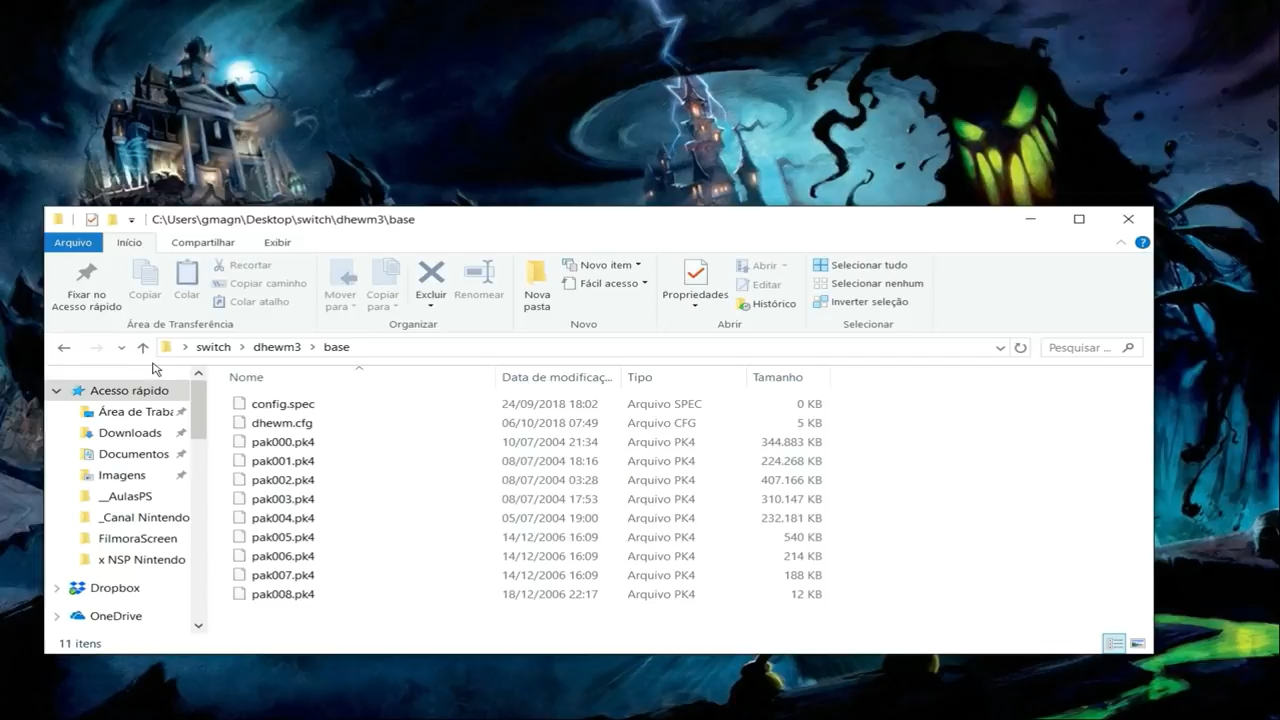 C:\Users\gmagn\Desktop\switch\dhewm3\base
Arquivo Início Compartilhar Exibir
Fixar no Acesso rápido
Copiar
Colar
Recortar
Copiar caminho
Colar atalho
Área de Transferência
Mover para
Copiar para
Excluir
Renomear
Organizar
Nova pasta
Novo item
Fácil acesso
Novo
Propriedades
Abrir
Editar
Histórico
Abrir
Selecionar tudo
Selecionar nenhum
Inverter seleção
Selecionar
switch > dhewm3 > base
Pesquisar ...
Acesso rápido
Área de Traba
Downloads
Documentos
Imagens
__AulasPS
_Canal Nintendo
FilmoraScreen
x NSP Nintendo
Dropbox
OneDrive
Nome Data de modificaç... Tipo Tamanho
config.spec 24/09/2018 18:02 Arquivo SPEC 0 KB
dhewm.cfg 06/10/2018 07:49 Arquivo CFG 5 KB
pak000.pk4 10/07/2004 21:34 Arquivo PK4 344.883 KB
pak001.pk4 08/07/2004 18:16 Arquivo PK4 224.268 KB
pak002.pk4 08/07/2004 03:28 Arquivo PK4 407.166 KB
pak003.pk4 08/07/2004 17:53 Arquivo PK4 310.147 KB
pak004.pk4 05/07/2004 19:00 Arquivo PK4 232.181 KB
pak005.pk4 14/12/2006 16:09 Arquivo PK4 540 KB
pak006.pk4 14/12/2006 16:09 Arquivo PK4 214 KB
pak007.pk4 14/12/2006 16:09 Arquivo PK4 188 KB
pak008.pk4 18/12/2006 22:17 Arquivo PK4 12 KB
11 itens